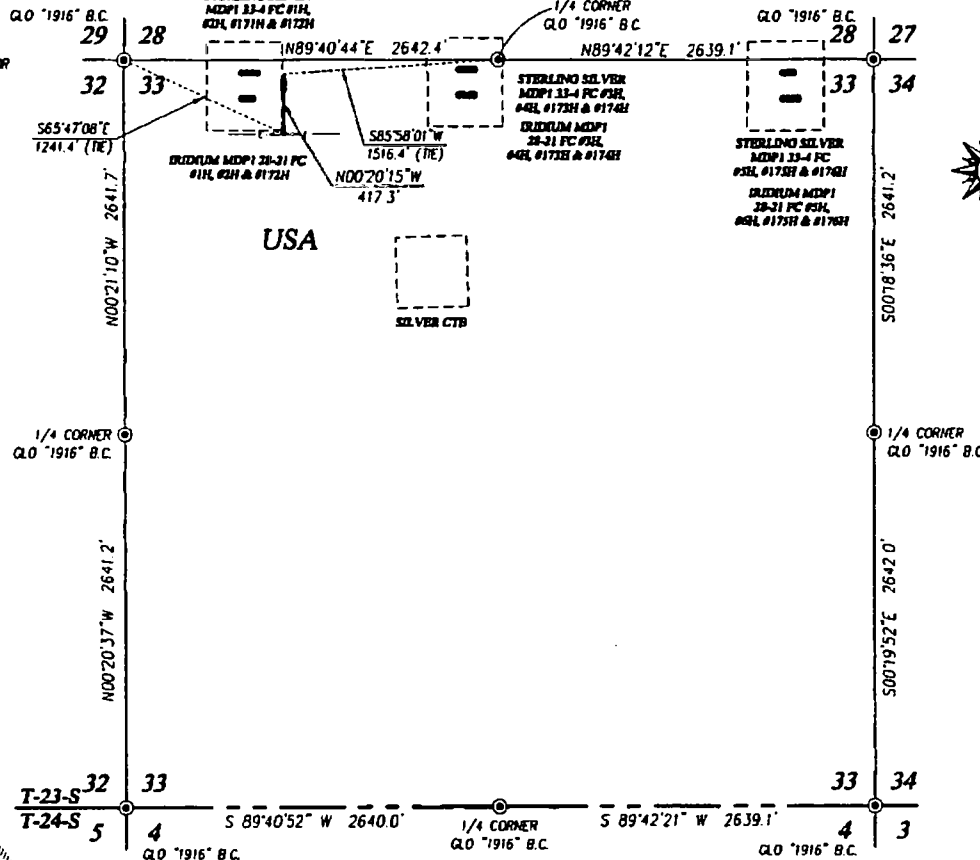 GLO "1916" B.C.
29 28
32 33
MDP1 33-4 FC #1H,
#2H, #171H & #172H
1/4 CORNER
GLO "1916" B.C.
GLO "1916" B.C.
28 27
33 34
N89°40'44"E 2642.4'
N89°42'12"E 2639.1'
S65°47'08"E
1241.4' (TIE)
S85°58'01"W
1516.4' (TIE)
N00°20'15"W
417.3'
IRIDIUM MDP1 28-21 FC
#1H, #2H & #172H
STERLING SILVER
MDP1 33-4 FC #3H,
#4H, #173H & #174H
IRIDIUM MDP1
28-21 FC #3H,
#4H, #173H & #174H
STERLING SILVER
MDP1 33-4 FC
#5H, #175H & #176H
IRIDIUM MDP1
28-21 FC #5H,
#6H, #175H & #176H
USA
SILVER CTB
N00°21'10"W 2641.7'
S00°18'36"E 2641.2'
1/4 CORNER
GLO "1916" B.C.
1/4 CORNER
GLO "1916" B.C.
N00°20'37"W 2641.2'
S00°19'52"E 2642.0'
T-23-S 32 33
T-24-S 5 4
33 34
4 3
S 89°40'52" W 2640.0'
S 89°42'21" W 2639.1'
1/4 CORNER
GLO "1916" B.C.
GLO "1916" B.C.
GLO "1916" B.C.